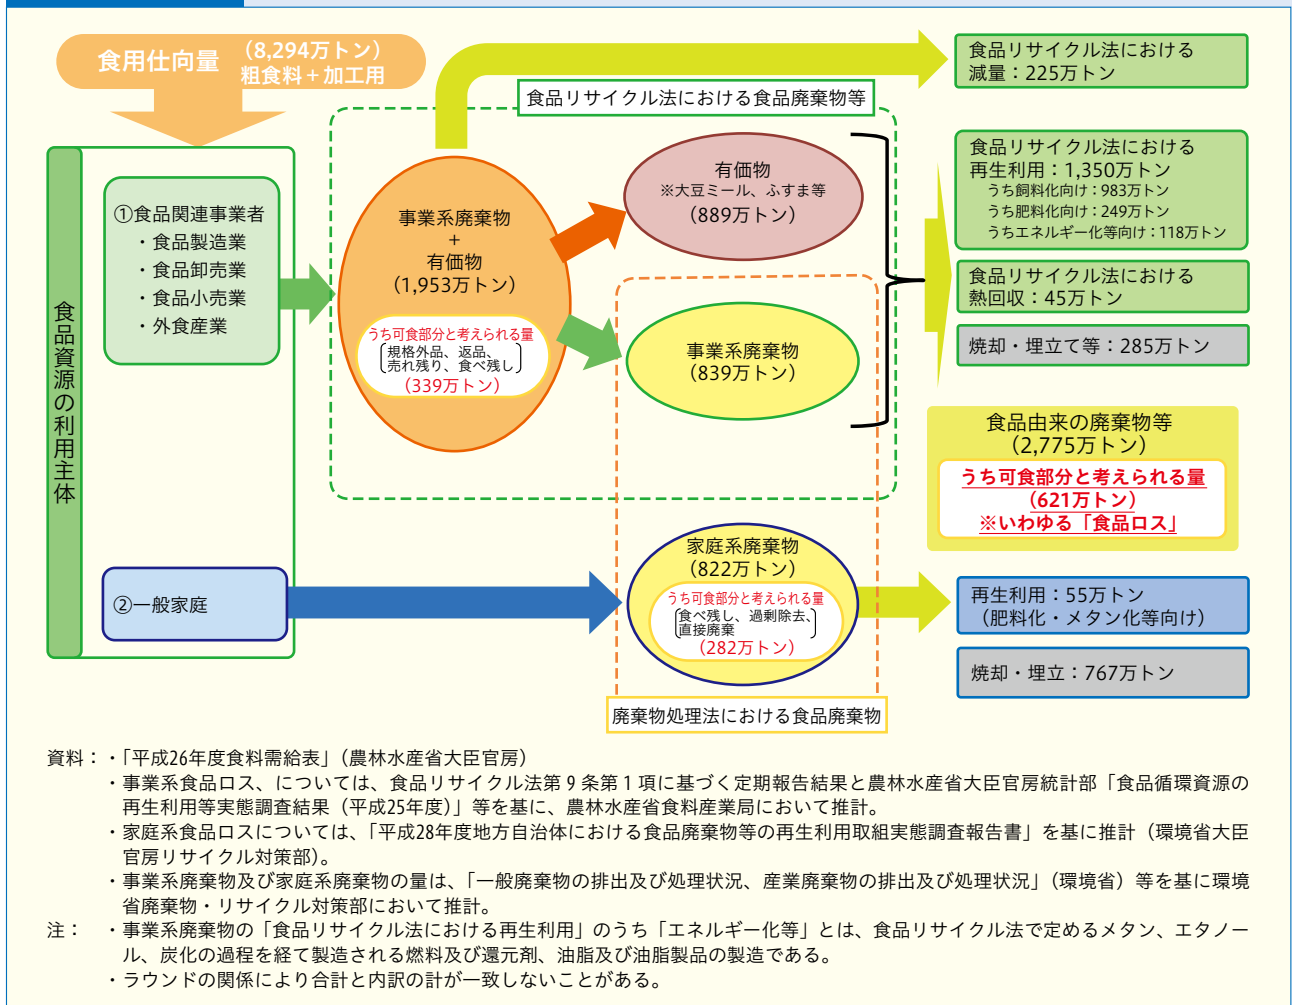 食用仕向量
（8,294万トン）
粗食料＋加工用
食品リサイクル法における
減量：225万トン
食品リサイクル法における食品廃棄物等
食品資源の利用主体
①食品関連事業者
・食品製造業
・食品卸売業
・食品小売業
・外食産業
事業系廃棄物
＋
有価物
（1,953万トン）
うち可食部分と考えられる量
規格外品、返品、
売れ残り、食べ残し
（339万トン）
有価物
※大豆ミール、ふすま等
（889万トン）
事業系廃棄物
（839万トン）
食品リサイクル法における
再生利用：1,350万トン
うち飼料化向け：983万トン
うち肥料化向け：249万トン
うちエネルギー化等向け：118万トン
食品リサイクル法における
熱回収：45万トン
焼却・埋立て等：285万トン
食品由来の廃棄物等
（2,775万トン）
うち可食部分と考えられる量
（621万トン）
※いわゆる「食品ロス」
②一般家庭
家庭系廃棄物
（822万トン）
うち可食部分と考えられる量
食べ残し、過剰除去、
直接廃棄
（282万トン）
再生利用：55万トン
（肥料化・メタン化等向け）
焼却・埋立：767万トン
廃棄物処理法における食品廃棄物
資料：・「平成26年度食料需給表」（農林水産省大臣官房）
・事業系食品ロス、については、食品リサイクル法第９条第１項に基づく定期報告結果と農林水産省大臣官房統計部「食品循環資源の
再生利用等実態調査結果（平成25年度）」等を基に、農林水産省食料産業局において推計。
・家庭系食品ロスについては、「平成28年度地方自治体における食品廃棄物等の再生利用取組実態調査報告書」を基に推計（環境省大臣
官房リサイクル対策部）。
・事業系廃棄物及び家庭系廃棄物の量は、「一般廃棄物の排出及び処理状況、産業廃棄物の排出及び処理状況」（環境省）等を基に環境
省廃棄物・リサイクル対策部において推計。
注：　・事業系廃棄物の「食品リサイクル法における再生利用」のうち「エネルギー化等」とは、食品リサイクル法で定めるメタン、エタノー
ル、炭化の過程を経て製造される燃料及び還元剤、油脂及び油脂製品の製造である。
・ラウンドの関係により合計と内訳の計が一致しないことがある。